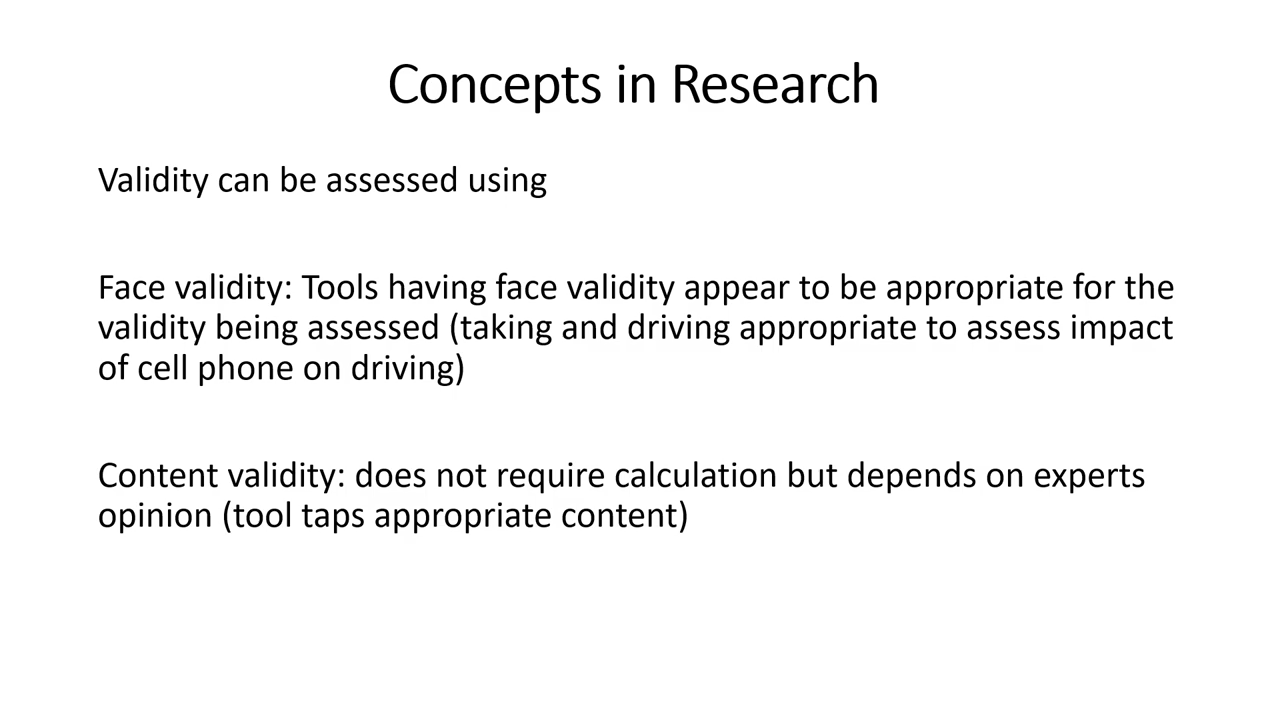 Concepts in Research
Validity can be assessed using
Face validity: Tools having face validity appear to be appropriate for the
validity being assessed (taking and driving appropriate to assess impact
of cell phone on driving)
Content validity: does not require calculation but depends on experts
opinion (tool taps appropriate content)